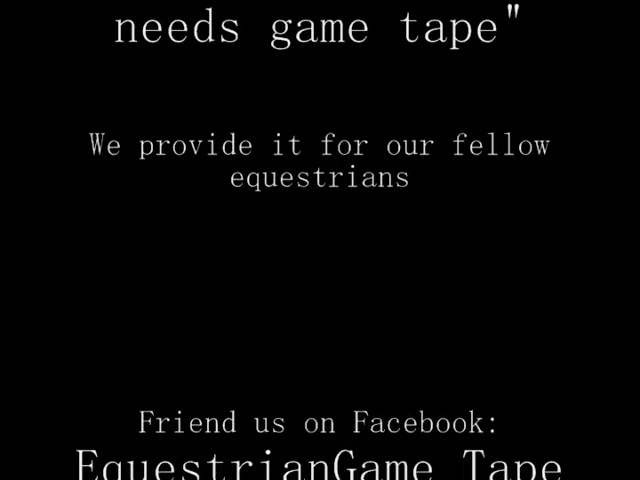 needs game tape"
We provide it for our fellow
equestrians
Friend us on Facebook:
EquestrianGame Tape